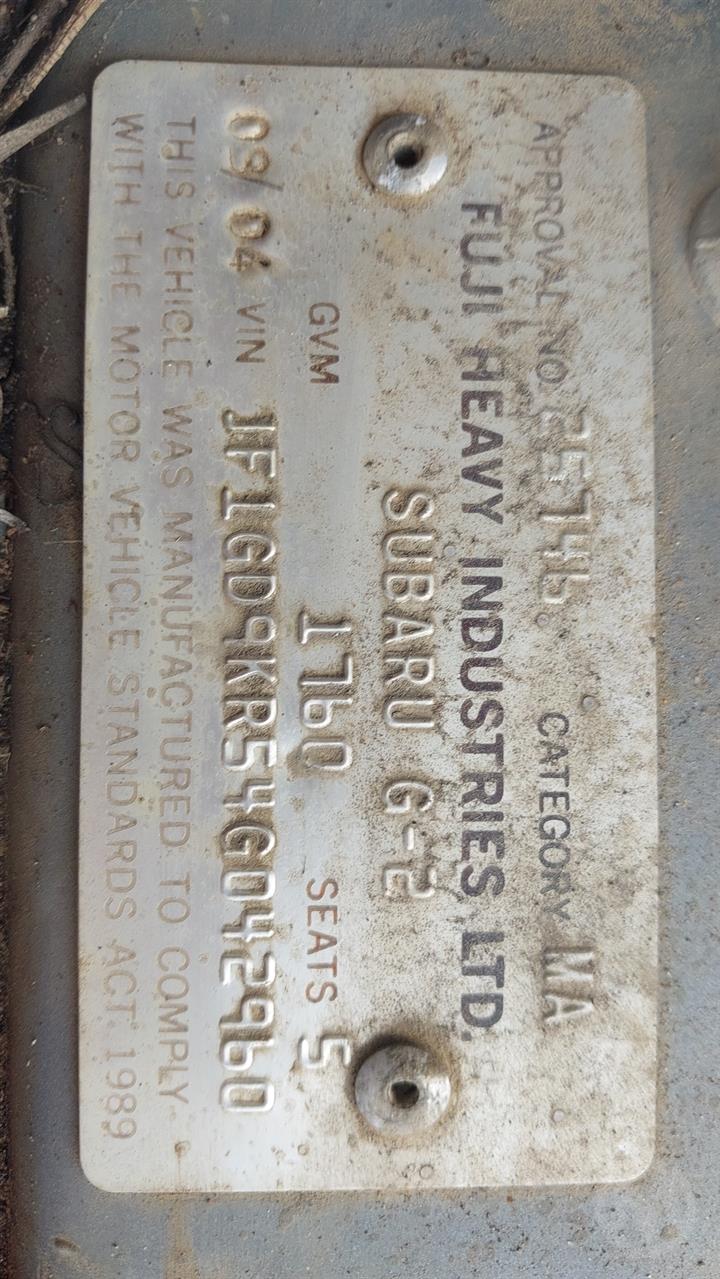 APPROVAL NO. 25746 CATEGORY MA
FUJI HEAVY INDUSTRIES LTD.
SUBARU G-2
GVM 1760 SEATS 5
09/04 VIN JF1GD9KR54G042960
THIS VEHICLE WAS MANUFACTURED TO COMPLY
WITH THE MOTOR VEHICLE STANDARDS ACT 1989